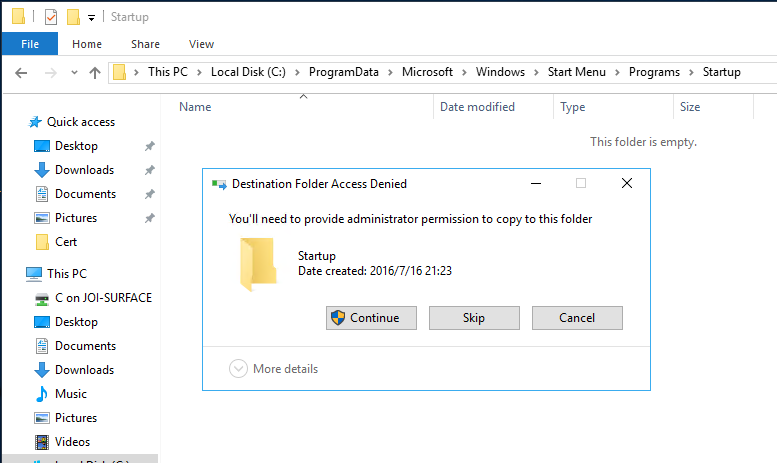 Startup
File Home Share View
This PC Local Disk (C:) ProgramData Microsoft Windows Start Menu Programs Startup
Name Date modified Type Size
This folder is empty.
Quick access
Desktop
Downloads
Documents
Pictures
Cert
This PC
C on JOI-SURFACE
Desktop
Documents
Downloads
Music
Pictures
Videos
Local Disk (C:)
Destination Folder Access Denied
You'll need to provide administrator permission to copy to this folder
Startup
Date created: 2016/7/16 21:23
Continue Skip Cancel
More details